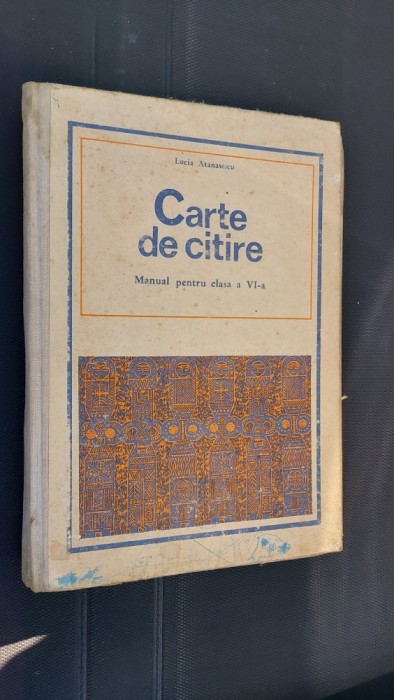 Lucia Atanasescu
Carte
de citire
Manual pentru clasa a VI-a